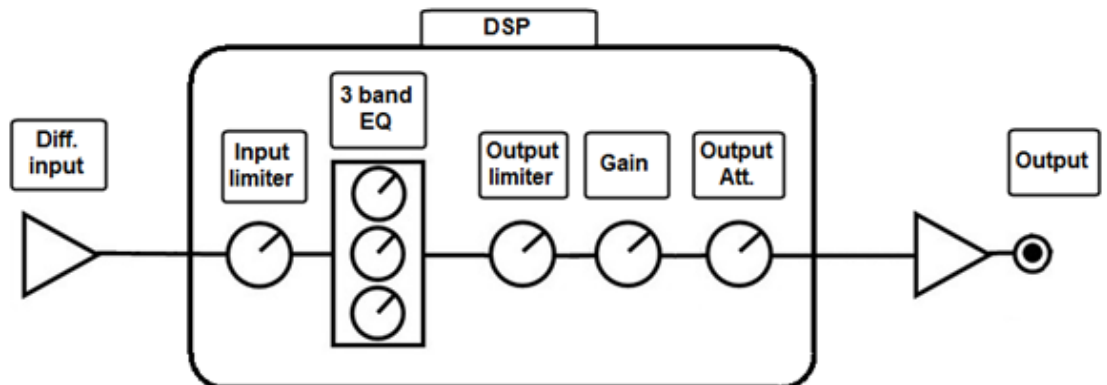 DSP
3 band
EQ
Diff.
input
Input
limiter
Output
limiter
Gain
Output
Att.
Output